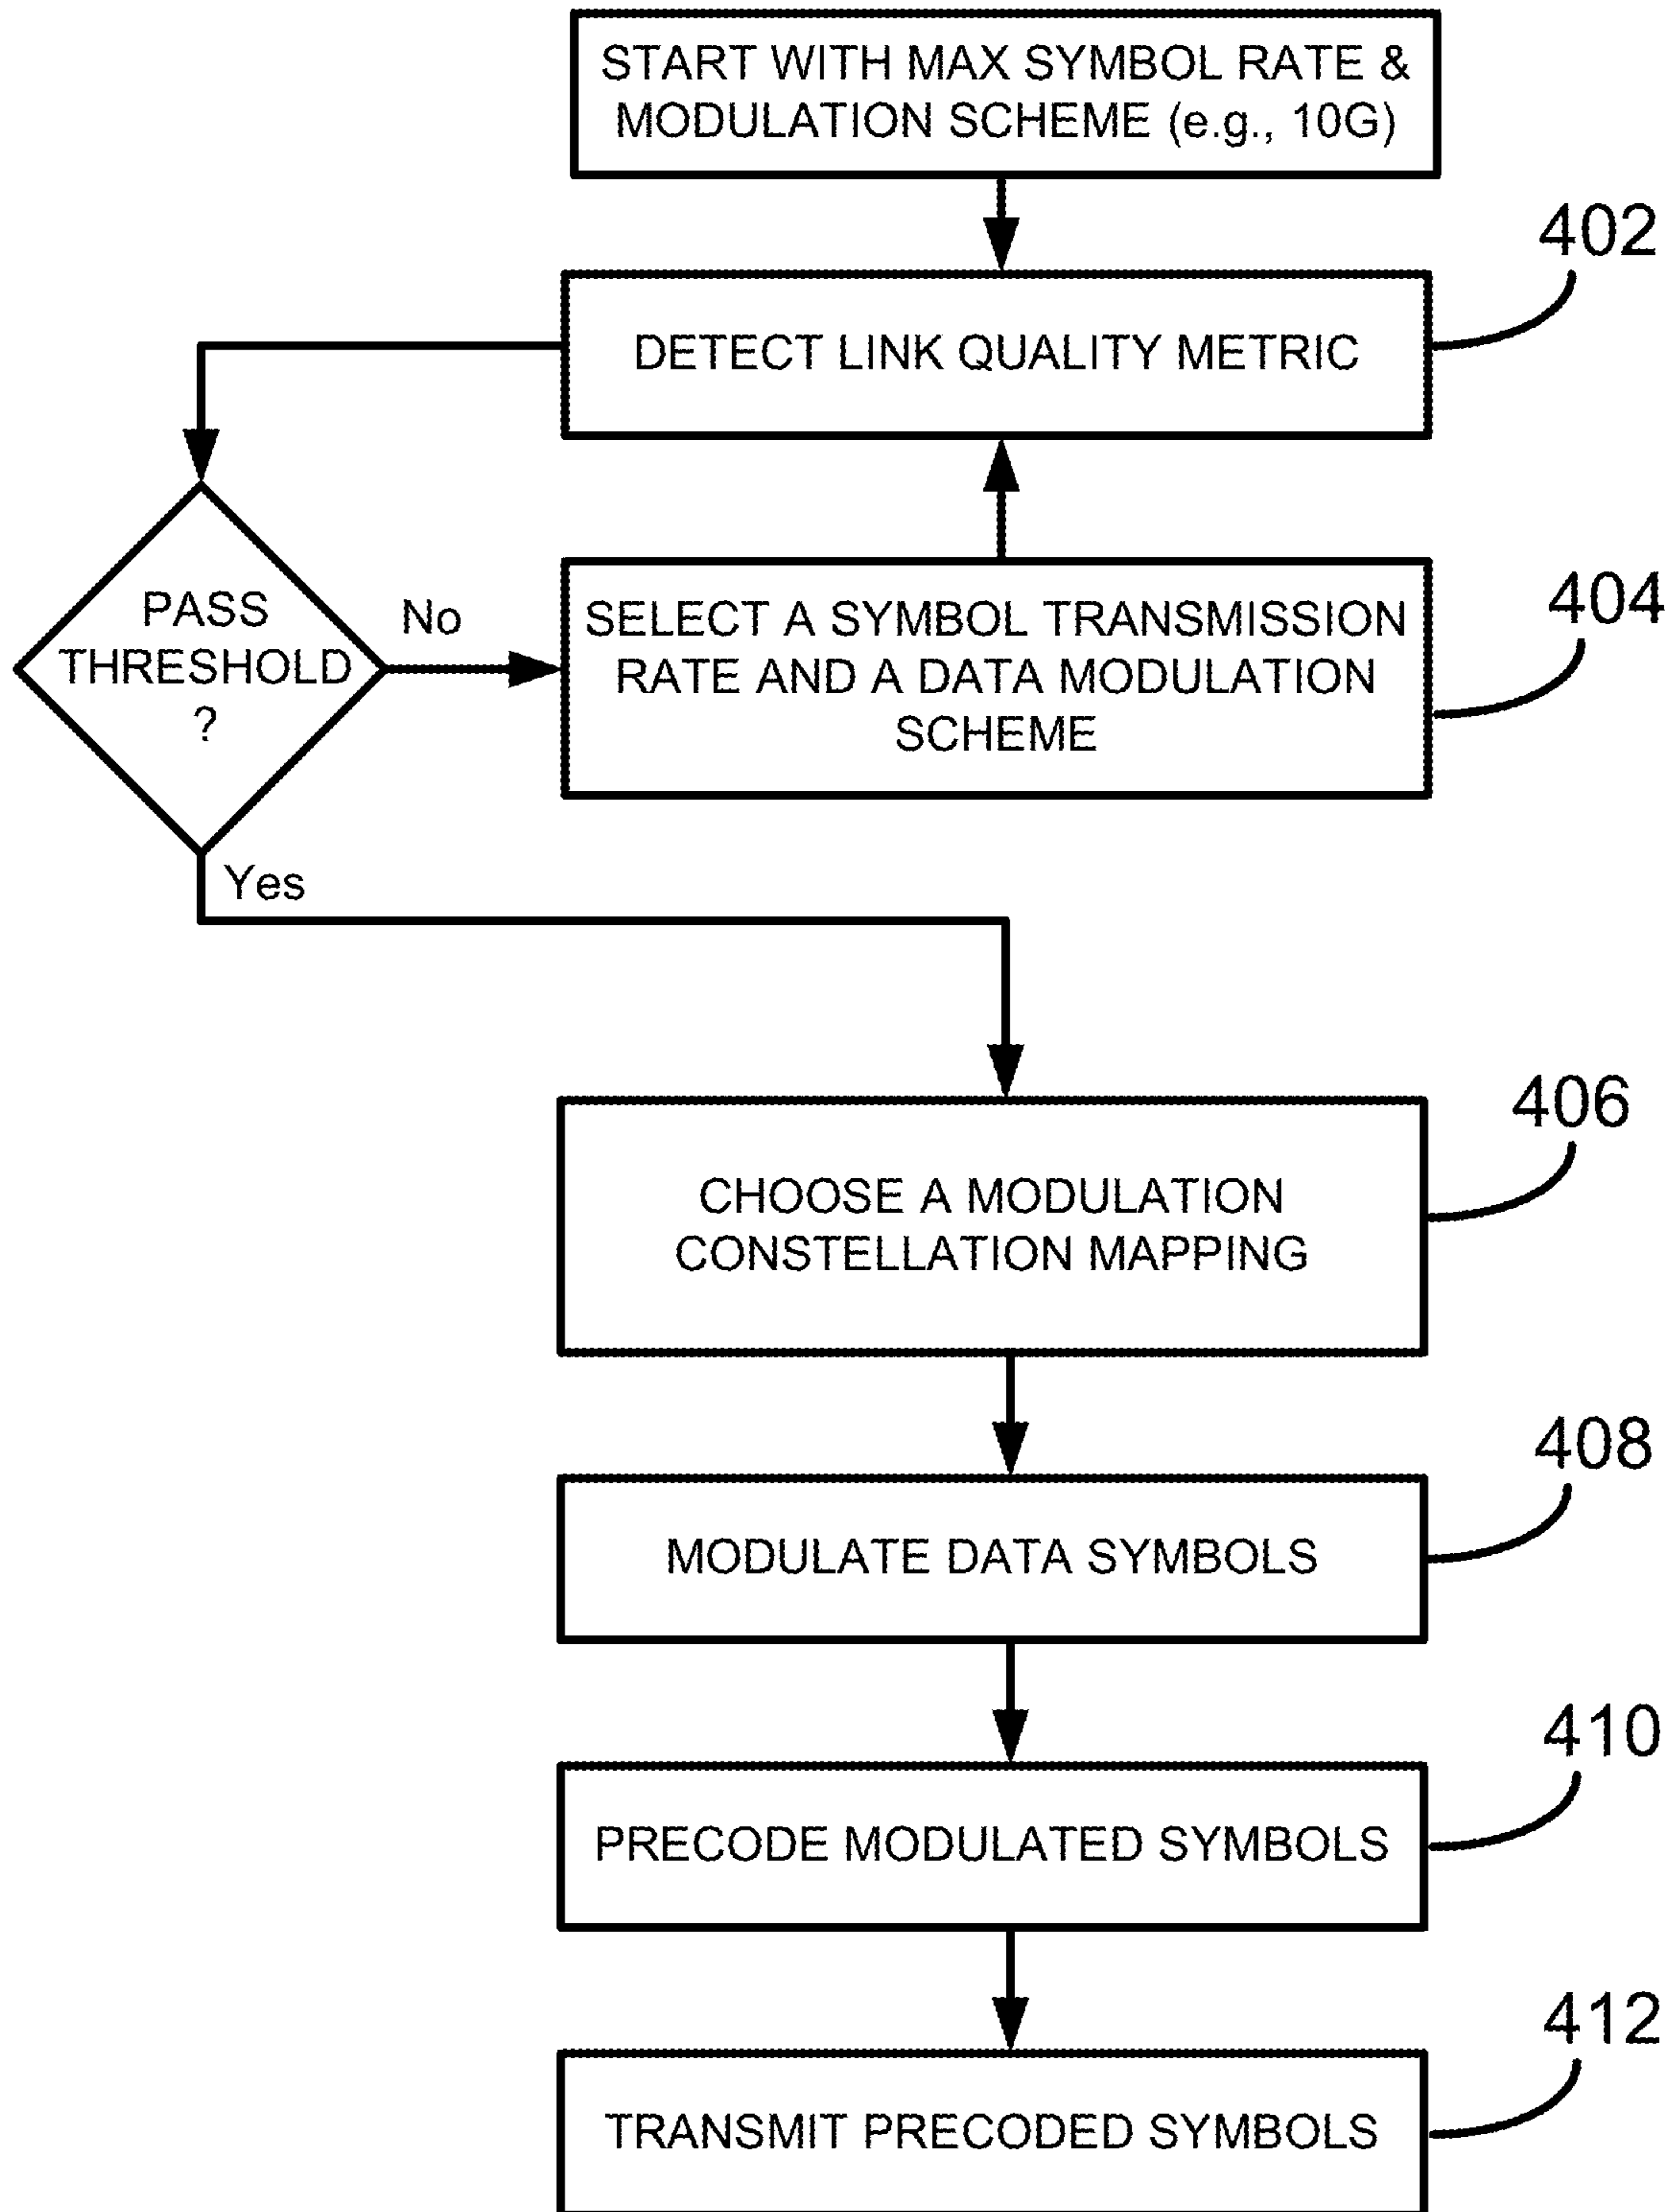 START WITH MAX SYMBOL RATE &
MODULATION SCHEME (e.g., 10G)
402
DETECT LINK QUALITY METRIC
404
PASS
THRESHOLD
?
No
SELECT A SYMBOL TRANSMISSION
RATE AND A DATA MODULATION
SCHEME
Yes
406
CHOOSE A MODULATION
CONSTELLATION MAPPING
408
MODULATE DATA SYMBOLS
410
PRECODE MODULATED SYMBOLS
412
TRANSMIT PRECODED SYMBOLS